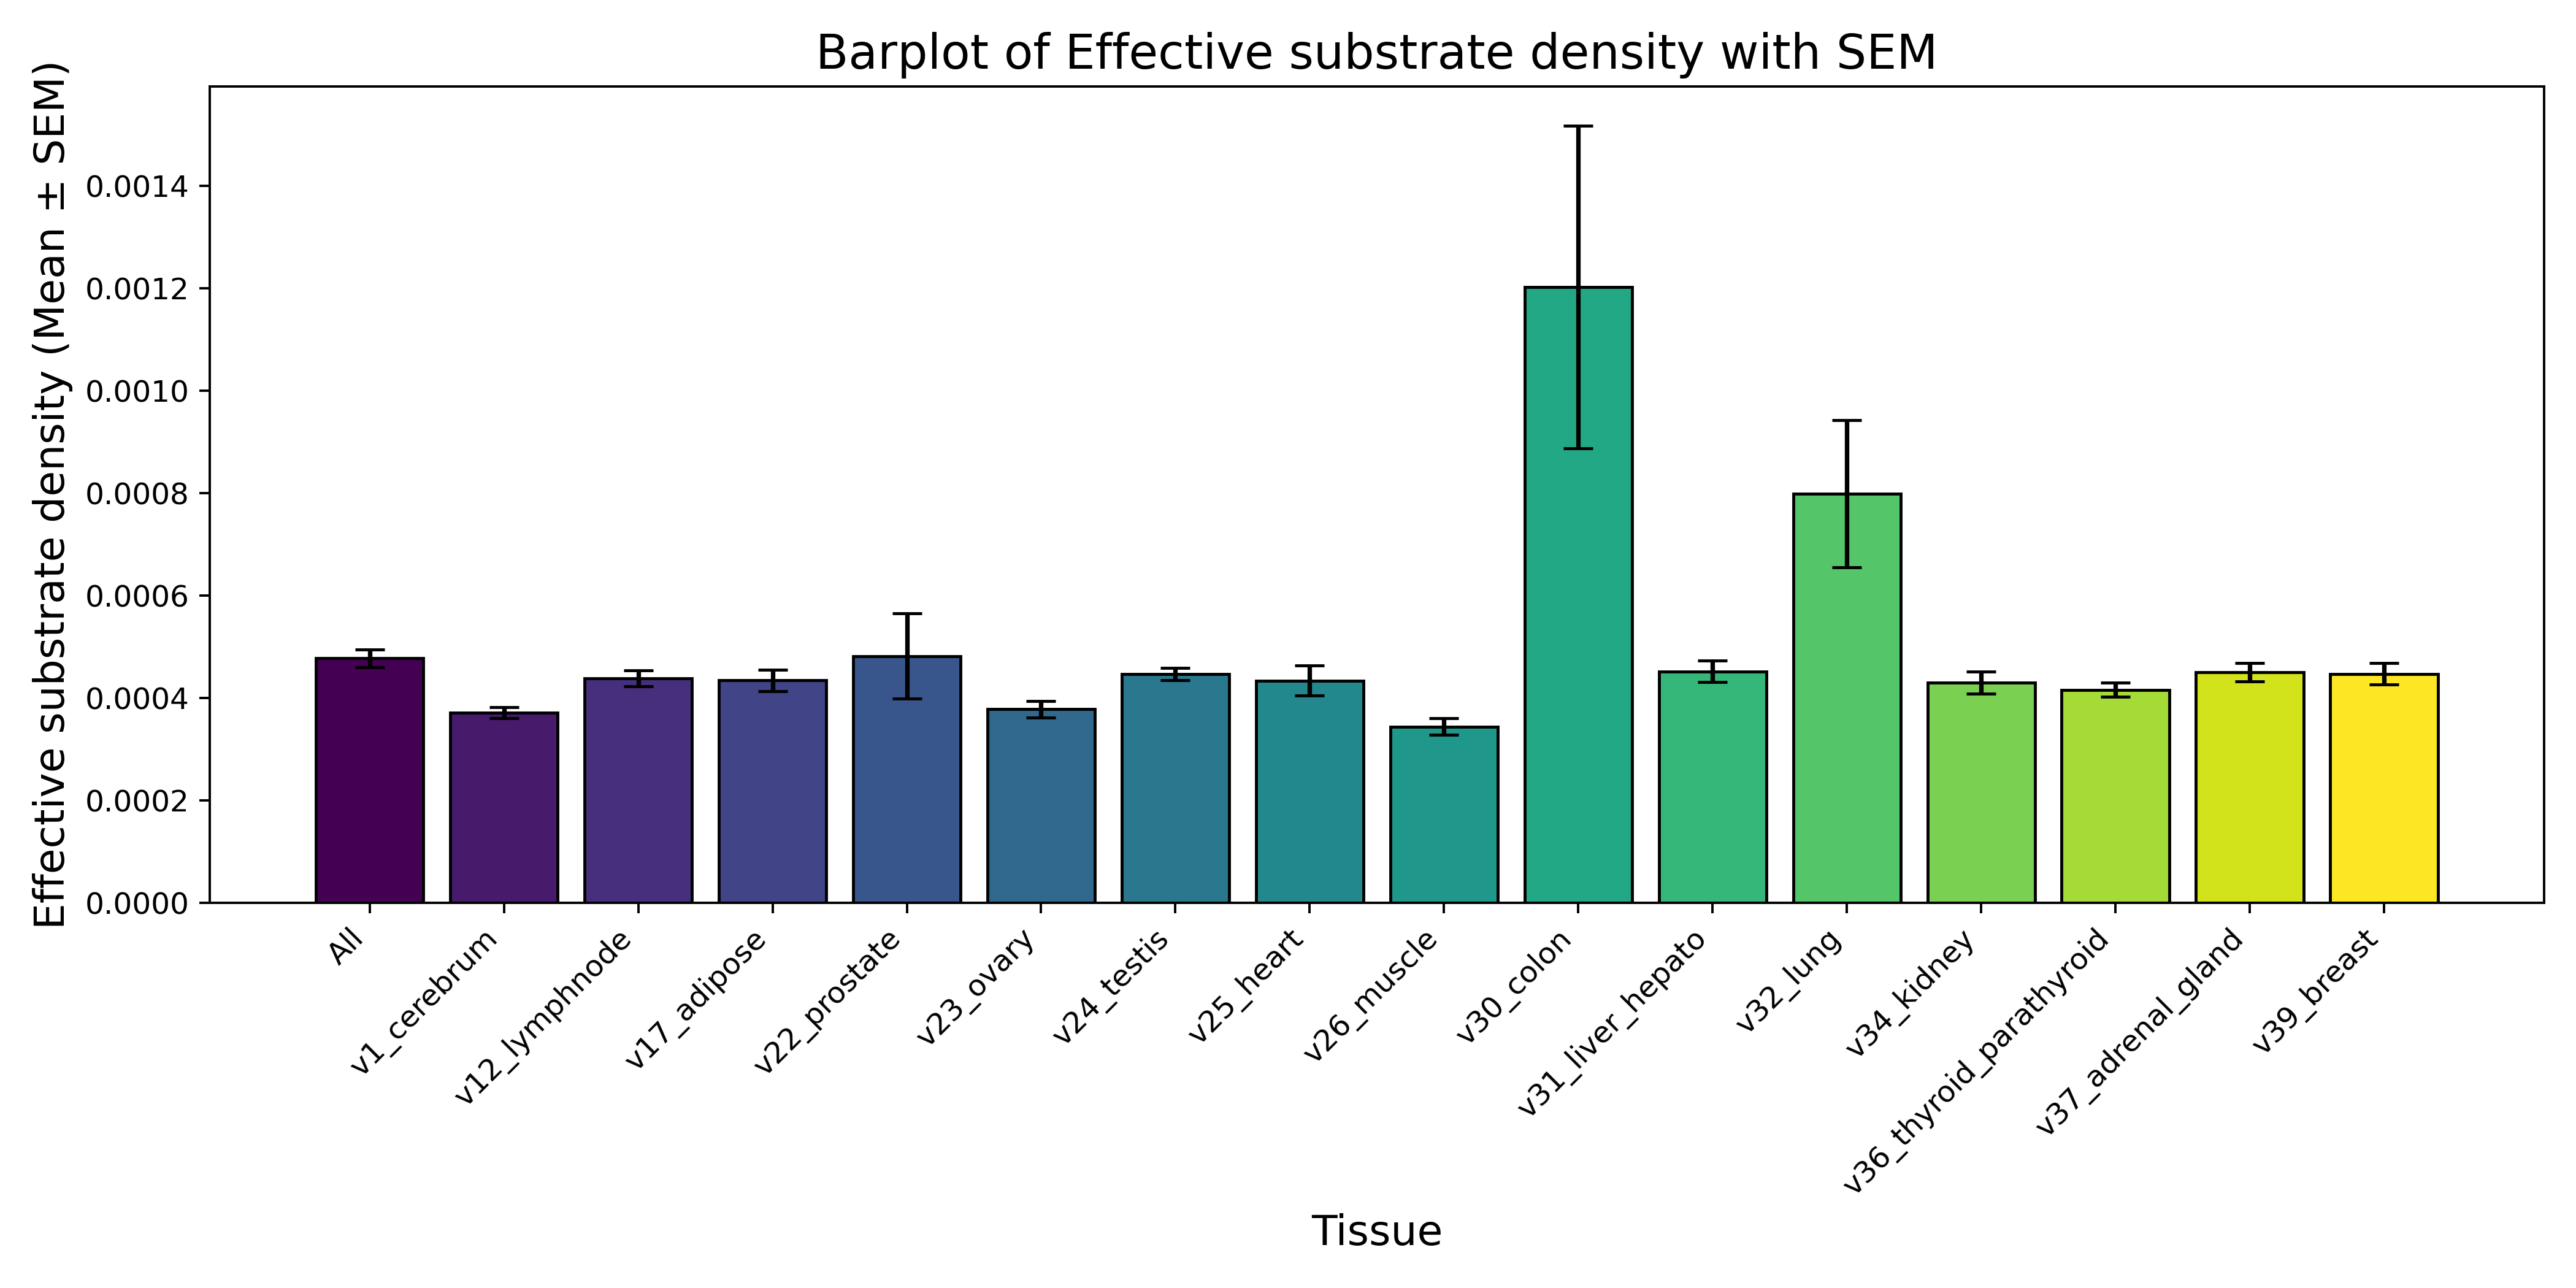 Barplot of Effective substrate density with SEM
Effective substrate density (Mean ± SEM)
0.0014
0.0012
0.0010
0.0008
0.0006
0.0004
0.0002
0.0000
All
v1_cerebrum
v12_lymphnode
v17_adipose
v22_prostate
v23_ovary
v24_testis
v25_heart
v26_muscle
v30_colon
v31_liver_hepato
v32_lung
v34_kidney
v36_thyroid_parathyroid
v37_adrenal_gland
v39_breast
Tissue